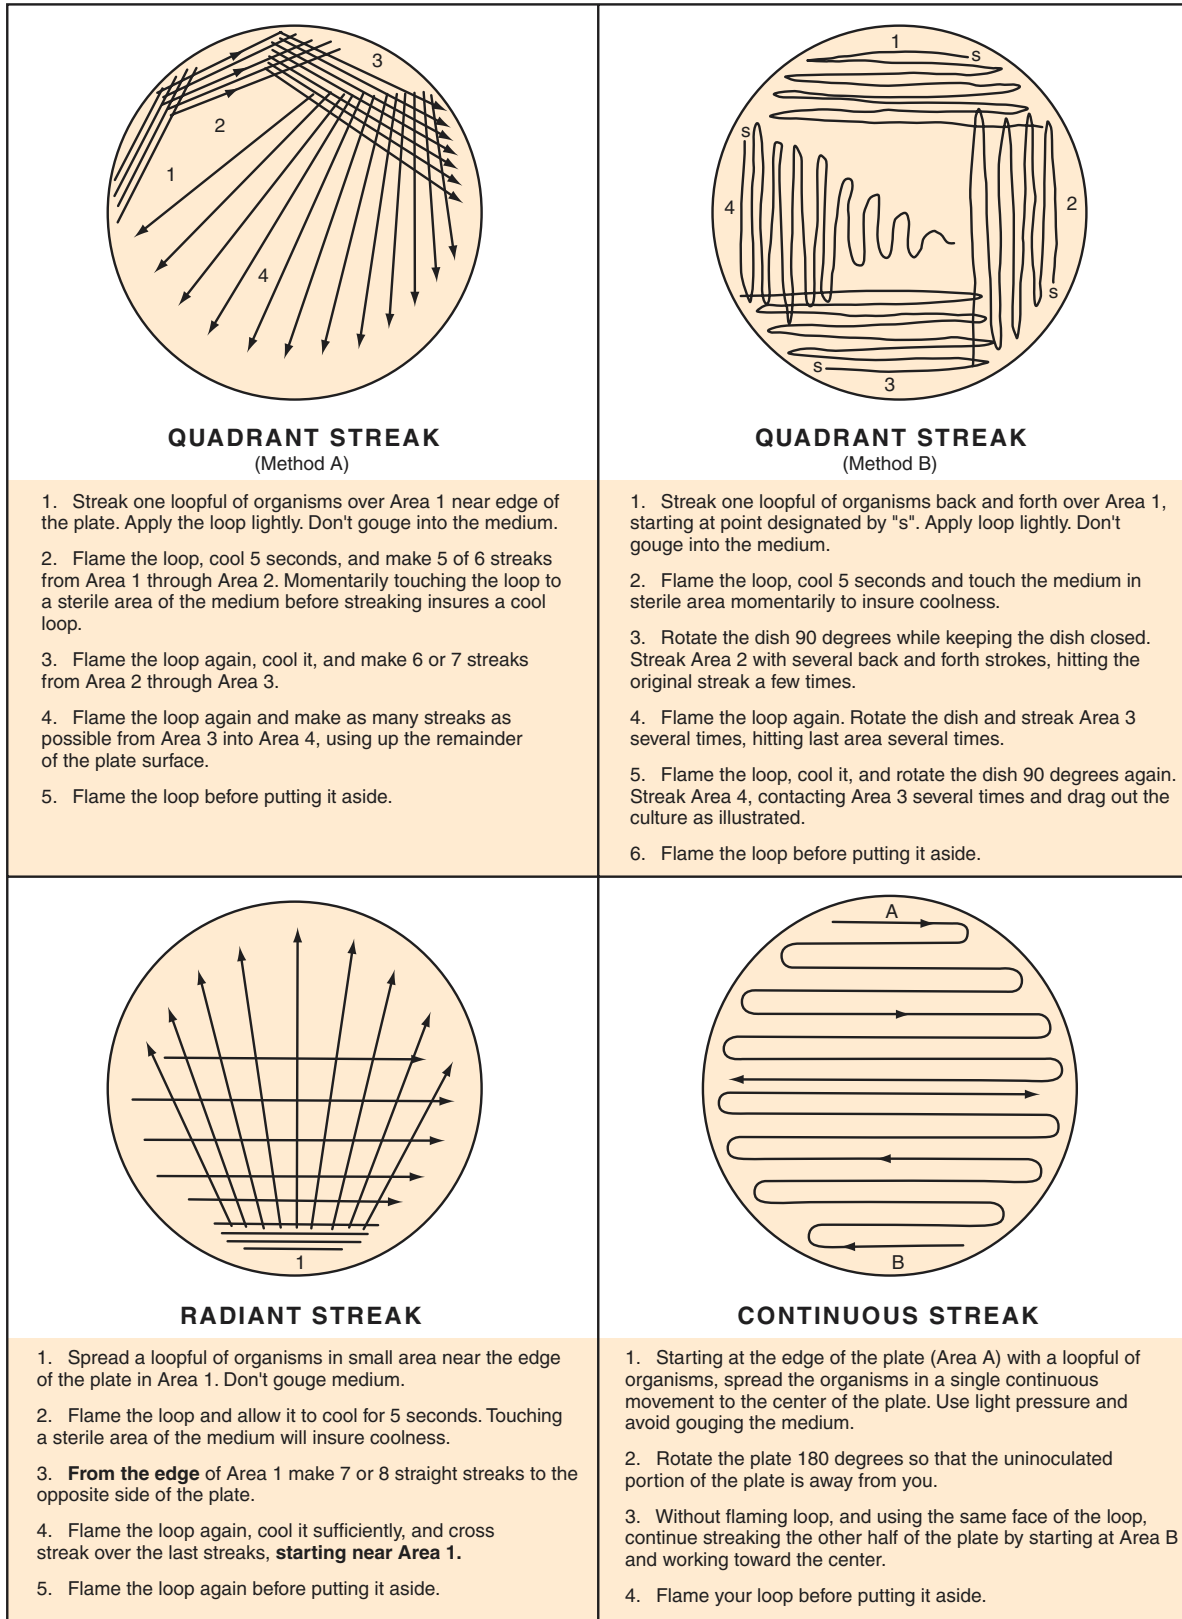 1
2
3
4
QUADRANT STREAK
(Method A)
1. Streak one loopful of organisms over Area 1 near edge of
the plate. Apply the loop lightly. Don't gouge into the medium.
2. Flame the loop, cool 5 seconds, and make 5 of 6 streaks
from Area 1 through Area 2. Momentarily touching the loop to
a sterile area of the medium before streaking insures a cool
loop.
3. Flame the loop again, cool it, and make 6 or 7 streaks
from Area 2 through Area 3.
4. Flame the loop again and make as many streaks as
possible from Area 3 into Area 4, using up the remainder
of the plate surface.
5. Flame the loop before putting it aside.
1
s
s
4
2
s
s
3
QUADRANT STREAK
(Method B)
1. Streak one loopful of organisms back and forth over Area 1,
starting at point designated by "s". Apply loop lightly. Don't
gouge into the medium.
2. Flame the loop, cool 5 seconds and touch the medium in
sterile area momentarily to insure coolness.
3. Rotate the dish 90 degrees while keeping the dish closed.
Streak Area 2 with several back and forth strokes, hitting the
original streak a few times.
4. Flame the loop again. Rotate the dish and streak Area 3
several times, hitting last area several times.
5. Flame the loop, cool it, and rotate the dish 90 degrees again.
Streak Area 4, contacting Area 3 several times and drag out the
culture as illustrated.
6. Flame the loop before putting it aside.
1
RADIANT STREAK
1. Spread a loopful of organisms in small area near the edge
of the plate in Area 1. Don't gouge medium.
2. Flame the loop and allow it to cool for 5 seconds. Touching
a sterile area of the medium will insure coolness.
3. From the edge of Area 1 make 7 or 8 straight streaks to the
opposite side of the plate.
4. Flame the loop again, cool it sufficiently, and cross
streak over the last streaks, starting near Area 1.
5. Flame the loop again before putting it aside.
A
B
CONTINUOUS STREAK
1. Starting at the edge of the plate (Area A) with a loopful of
organisms, spread the organisms in a single continuous
movement to the center of the plate. Use light pressure and
avoid gouging the medium.
2. Rotate the plate 180 degrees so that the uninoculated
portion of the plate is away from you.
3. Without flaming loop, and using the same face of the loop,
continue streaking the other half of the plate by starting at Area B
and working toward the center.
4. Flame your loop before putting it aside.